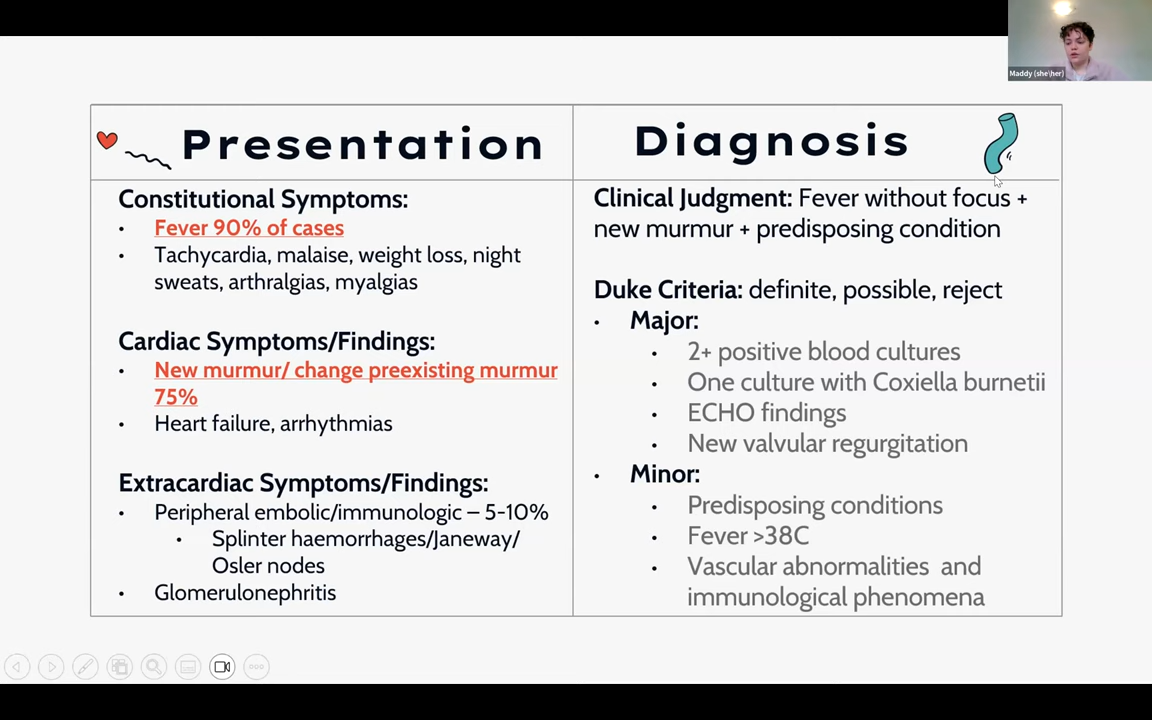 Maddy (she\her)
Presentation
Constitutional Symptoms:
• Fever 90% of cases
• Tachycardia, malaise, weight loss, night
sweats, arthralgias, myalgias
Cardiac Symptoms/Findings:
• New murmur/ change preexisting murmur
75%
• Heart failure, arrhythmias
Extracardiac Symptoms/Findings:
• Peripheral embolic/immunologic – 5-10%
• Splinter haemorrhages/Janeway/
Osler nodes
• Glomerulonephritis
Diagnosis
Clinical Judgment: Fever without focus +
new murmur + predisposing condition
Duke Criteria: definite, possible, reject
• Major:
• 2+ positive blood cultures
• One culture with Coxiella burnetii
• ECHO findings
• New valvular regurgitation
• Minor:
• Predisposing conditions
• Fever >38C
• Vascular abnormalities and
immunological phenomena